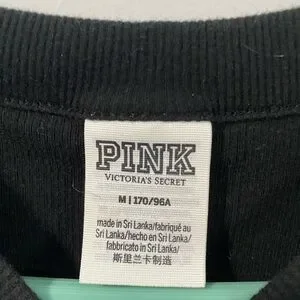 PINK
VICTORIA'S SECRET
M | 170/96A
made in Sri Lanka/fabriqué au
Sri Lanka/hecho en Sri Lanka/
fabbricato in Sri Lanka/
斯里兰卡制造